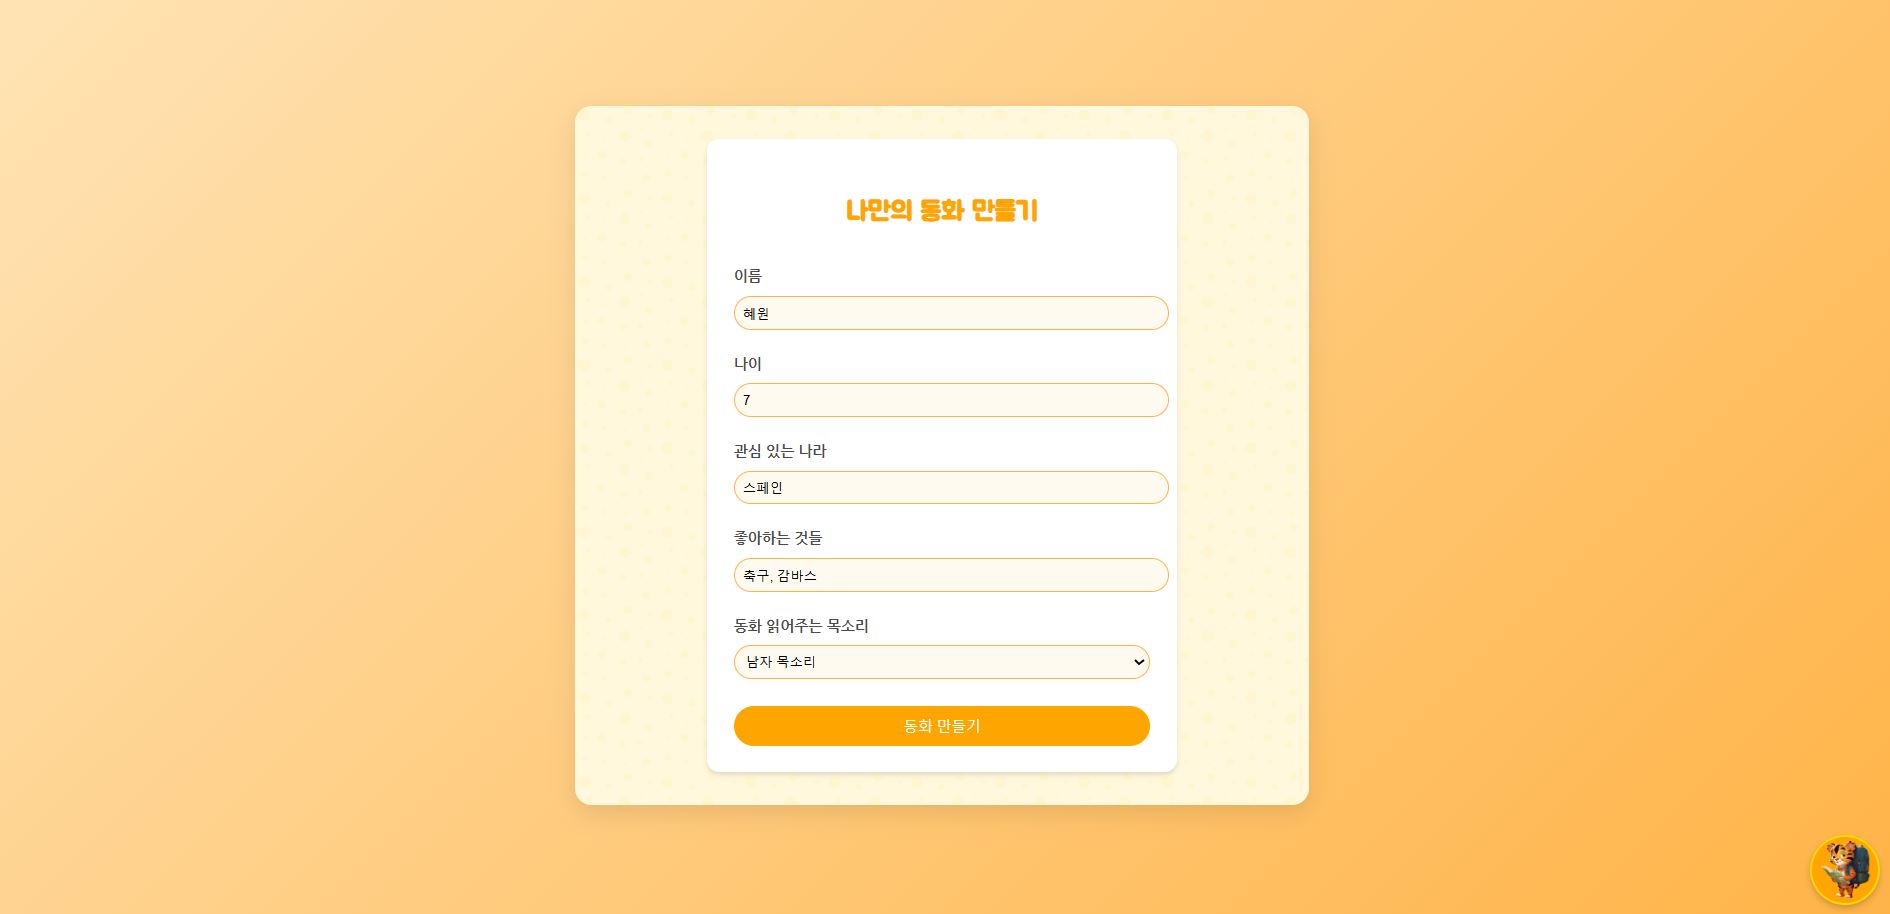 나만의 동화 만들기
이름
혜원
나이
7
관심 있는 나라
스페인
좋아하는 것들
축구, 감바스
동화 읽어주는 목소리
남자 목소리
동화 만들기